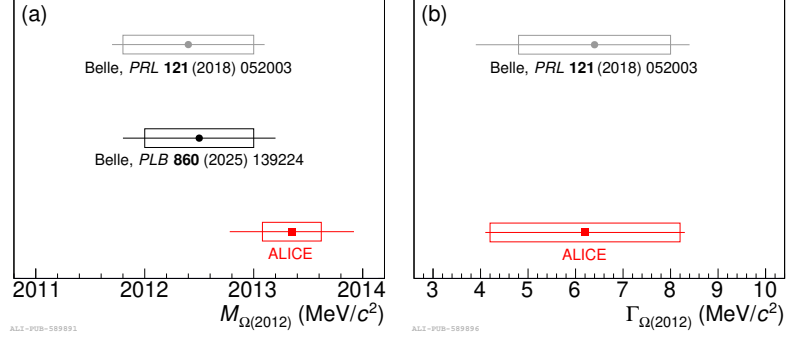 (a)
Belle, PRL 121 (2018) 052003
Belle, PLB 860 (2025) 139224
ALICE
2011 2012 2013 2014
M_Ω(2012) (MeV/c²)
ALI-PUB-589891
(b)
Belle, PRL 121 (2018) 052003
ALICE
3 4 5 6 7 8 9 10
Γ_Ω(2012) (MeV/c²)
ALI-PUB-589896